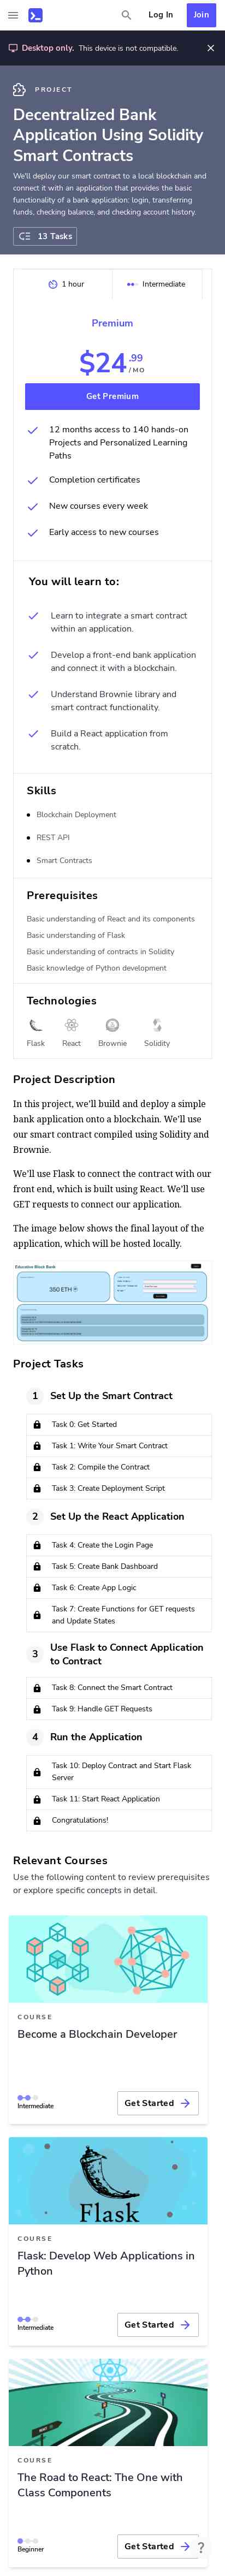 Log In
Join
Desktop only. This device is not compatible.
PROJECT
Decentralized Bank
Application Using Solidity
Smart Contracts
We'll deploy our smart contract to a local blockchain and
connect it with an application that provides the basic
functionality of a bank application: login, transferring
funds, checking balance, and checking account history.
13 Tasks
1 hour
Intermediate
Premium
$24.99
/ MO
Get Premium
12 months access to 140 hands-on
Projects and Personalized Learning
Paths
Completion certificates
New courses every week
Early access to new courses
You will learn to:
Learn to integrate a smart contract
within an application.
Develop a front-end bank application
and connect it with a blockchain.
Understand Brownie library and
smart contract functionality.
Build a React application from
scratch.
Skills
Blockchain Deployment
REST API
Smart Contracts
Prerequisites
Basic understanding of React and its components
Basic understanding of Flask
Basic understanding of contracts in Solidity
Basic knowledge of Python development
Technologies
Flask
React
Brownie
Solidity
Project Description
In this project, we'll build and deploy a simple
bank application onto a blockchain. We'll use
our smart contract compiled using Solidity and
Brownie.
We'll use Flask to connect the contract with our
front end, which is built using React. We'll use
GET requests to connect our application.
The image below shows the final layout of the
application, which will be hosted locally.
Education Block Bank
350 ETH
Project Tasks
1
Set Up the Smart Contract
Task 0: Get Started
Task 1: Write Your Smart Contract
Task 2: Compile the Contract
Task 3: Create Deployment Script
2
Set Up the React Application
Task 4: Create the Login Page
Task 5: Create Bank Dashboard
Task 6: Create App Logic
Task 7: Create Functions for GET requests
and Update States
3
Use Flask to Connect Application
to Contract
Task 8: Connect the Smart Contract
Task 9: Handle GET Requests
4
Run the Application
Task 10: Deploy Contract and Start Flask
Server
Task 11: Start React Application
Congratulations!
Relevant Courses
Use the following content to review prerequisites
or explore specific concepts in detail.
COURSE
Become a Blockchain Developer
Intermediate
Get Started
Flask
COURSE
Flask: Develop Web Applications in
Python
Intermediate
Get Started
COURSE
The Road to React: The One with
Class Components
Beginner
Get Started
?